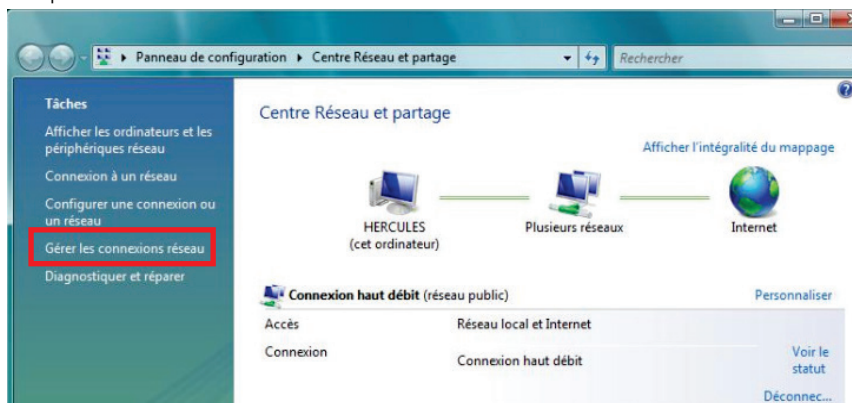 Panneau de configuration ▸ Centre Réseau et partage
Rechercher
Tâches
Afficher les ordinateurs et les
périphériques réseau
Connexion à un réseau
Configurer une connexion ou
un réseau
Gérer les connexions réseau
Diagnostiquer et réparer
Centre Réseau et partage
Afficher l'intégralité du mappage
HERCULES
(cet ordinateur)
Plusieurs réseaux
Internet
Connexion haut débit (réseau public)
Personnaliser
Accès
Réseau local et Internet
Connexion
Connexion haut débit
Voir le
statut
Déconnec...